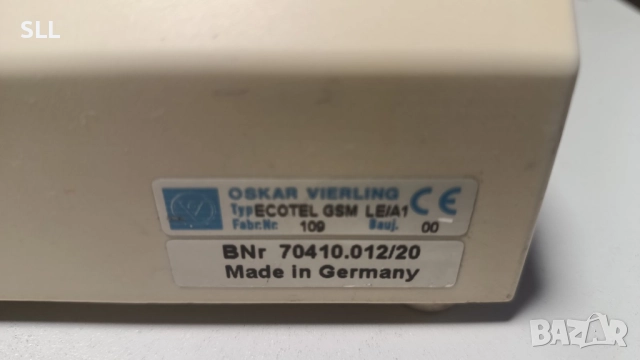 SLL
OSKAR VIERLING
Typ ECOTEL GSM LE/A1 CE
Fabr.Nr. 109 Bauj. 00
BNr 70410.012/20
Made in Germany
BAZAR
bg